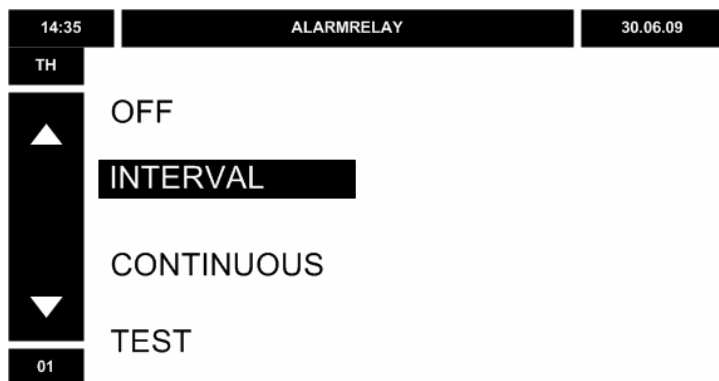 14:35 ALARMRELAY 30.06.09
TH
OFF
INTERVAL
CONTINUOUS
TEST
01